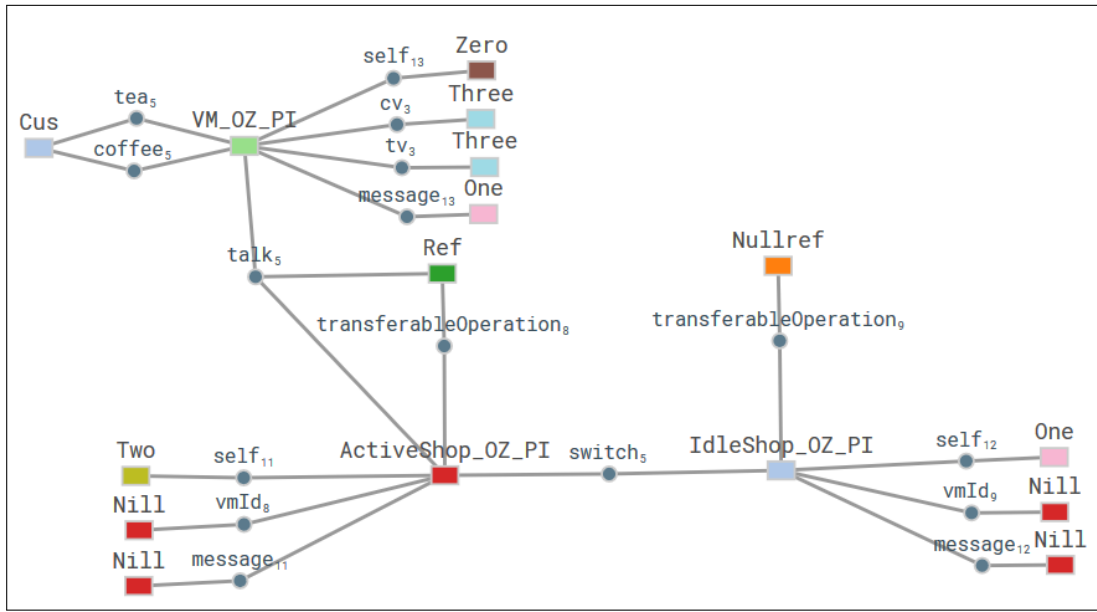 Zero
self₁₃
Three
tea₅
cv₃
VM_OZ_PI
Cus
Three
tv₃
coffee₅
One
message₁₃
Nullref
Ref
talk₅
transferableOperation₈
transferableOperation₉
Two
ActiveShop_OZ_PI
switch₅
IdleShop_OZ_PI
self₁₂
One
self₁₁
Nill
vmId₈
vmId₉
Nill
Nill
message₁₁
message₁₂
Nill